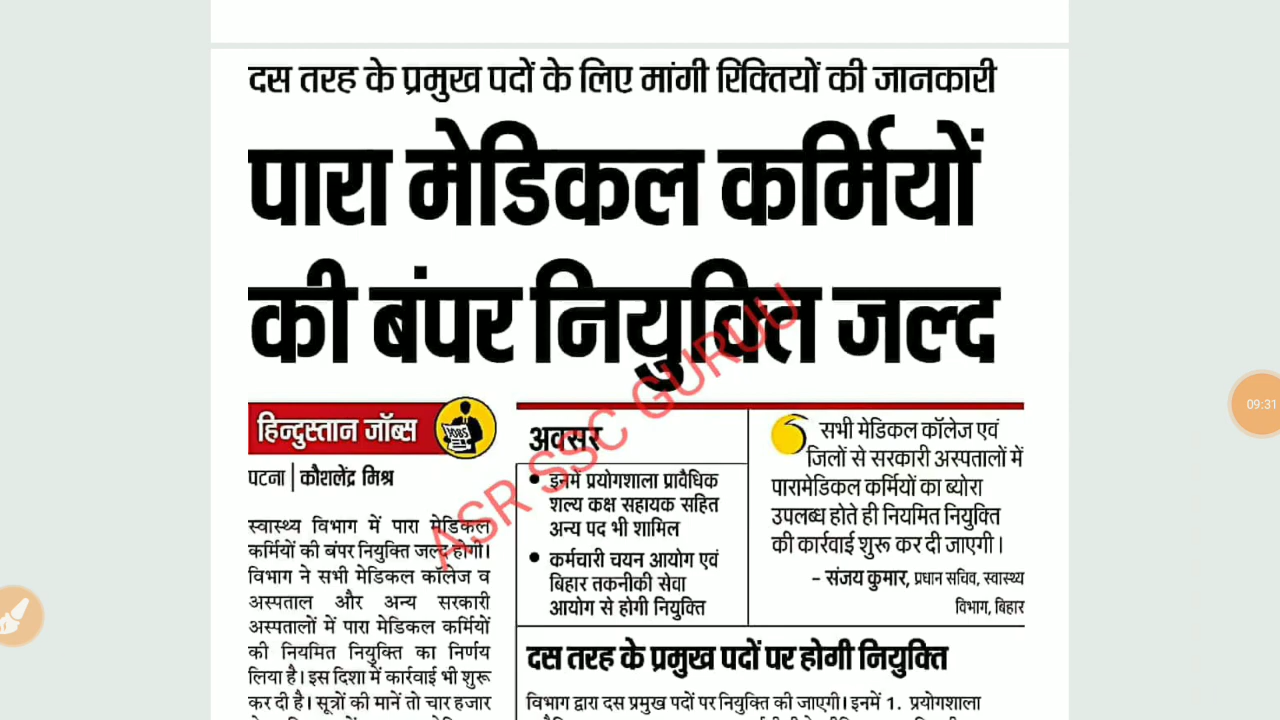 दस तरह के प्रमुख पदों के लिए मांगी रिक्तियों की जानकारी
पारा मेडिकल कर्मियों
की बंपर नियुक्ति जल्द
हिन्दुस्तान जॉब्स
JOBS
पटना | कौशलेंद्र मिश्र
स्वास्थ्य विभाग में पारा मेडिकल
कर्मियों की बंपर नियुक्ति जल्द होगी।
विभाग ने सभी मेडिकल कॉलेज व
अस्पताल और अन्य सरकारी
अस्पतालों में पारा मेडिकल कर्मियों
की नियमित नियुक्ति का निर्णय
लिया है। इस दिशा में कार्रवाई भी शुरू
कर दी है। सूत्रों की मानें तो चार हजार
अवसर
• इनमें प्रयोगशाला प्रावैधिक
शल्य कक्ष सहायक सहित
अन्य पद भी शामिल
• कर्मचारी चयन आयोग एवं
बिहार तकनीकी सेवा
आयोग से होगी नियुक्ति
सभी मेडिकल कॉलेज एवं
जिलों से सरकारी अस्पतालों में
पारामेडिकल कर्मियों का ब्योरा
उपलब्ध होते ही नियमित नियुक्ति
की कार्रवाई शुरू कर दी जाएगी।
- संजय कुमार, प्रधान सचिव, स्वास्थ्य
विभाग, बिहार
दस तरह के प्रमुख पदों पर होगी नियुक्ति
विभाग द्वारा दस प्रमुख पदों पर नियुक्ति की जाएगी। इनमें 1. प्रयोगशाला
ASR SSC GURUU
09:31